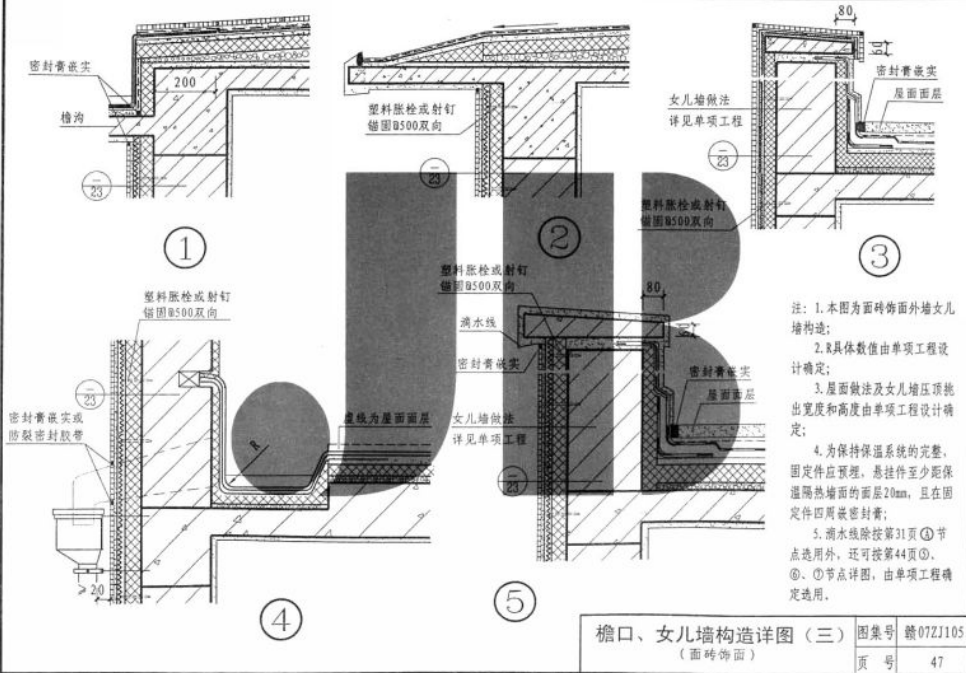 密封膏嵌实
檐沟
200
一
23
①
塑料胀栓或射钉
锚固@500双向
一
23
②
80
60
密封膏嵌实
屋面面层
女儿墙做法
详见单项工程
一
23
塑料胀栓或射钉
锚固@500双向
③
塑料胀栓或射钉
锚固@500双向
一
23
密封膏嵌实或
防裂密封胶带
R
虚线为屋面面层
≥20
④
塑料胀栓或射钉
锚固@500双向
80
60
滴水线
密封膏嵌实
密封膏嵌实
屋面面层
女儿墙做法
详见单项工程
一
23
⑤
注：1.本图为面砖饰面外墙女儿
墙构造；
2.R具体数值由单项工程设
计确定；
3.屋面做法及女儿墙压顶挑
出宽度和高度由单项工程设计确
定；
4.为保持保温系统的完整，
固定件应预埋，悬挂件至少距保
温隔热墙面的面层20mm，且在固
定件四周嵌密封膏；
5.滴水线除按第31页Ⓐ节
点选用外，还可按第44页⑤、
⑥、⑦节点详图，由单项工程确
定选用。
檐口、女儿墙构造详图（三）
（面砖饰面）
图集号 赣07ZJ105
页 号 47
JB